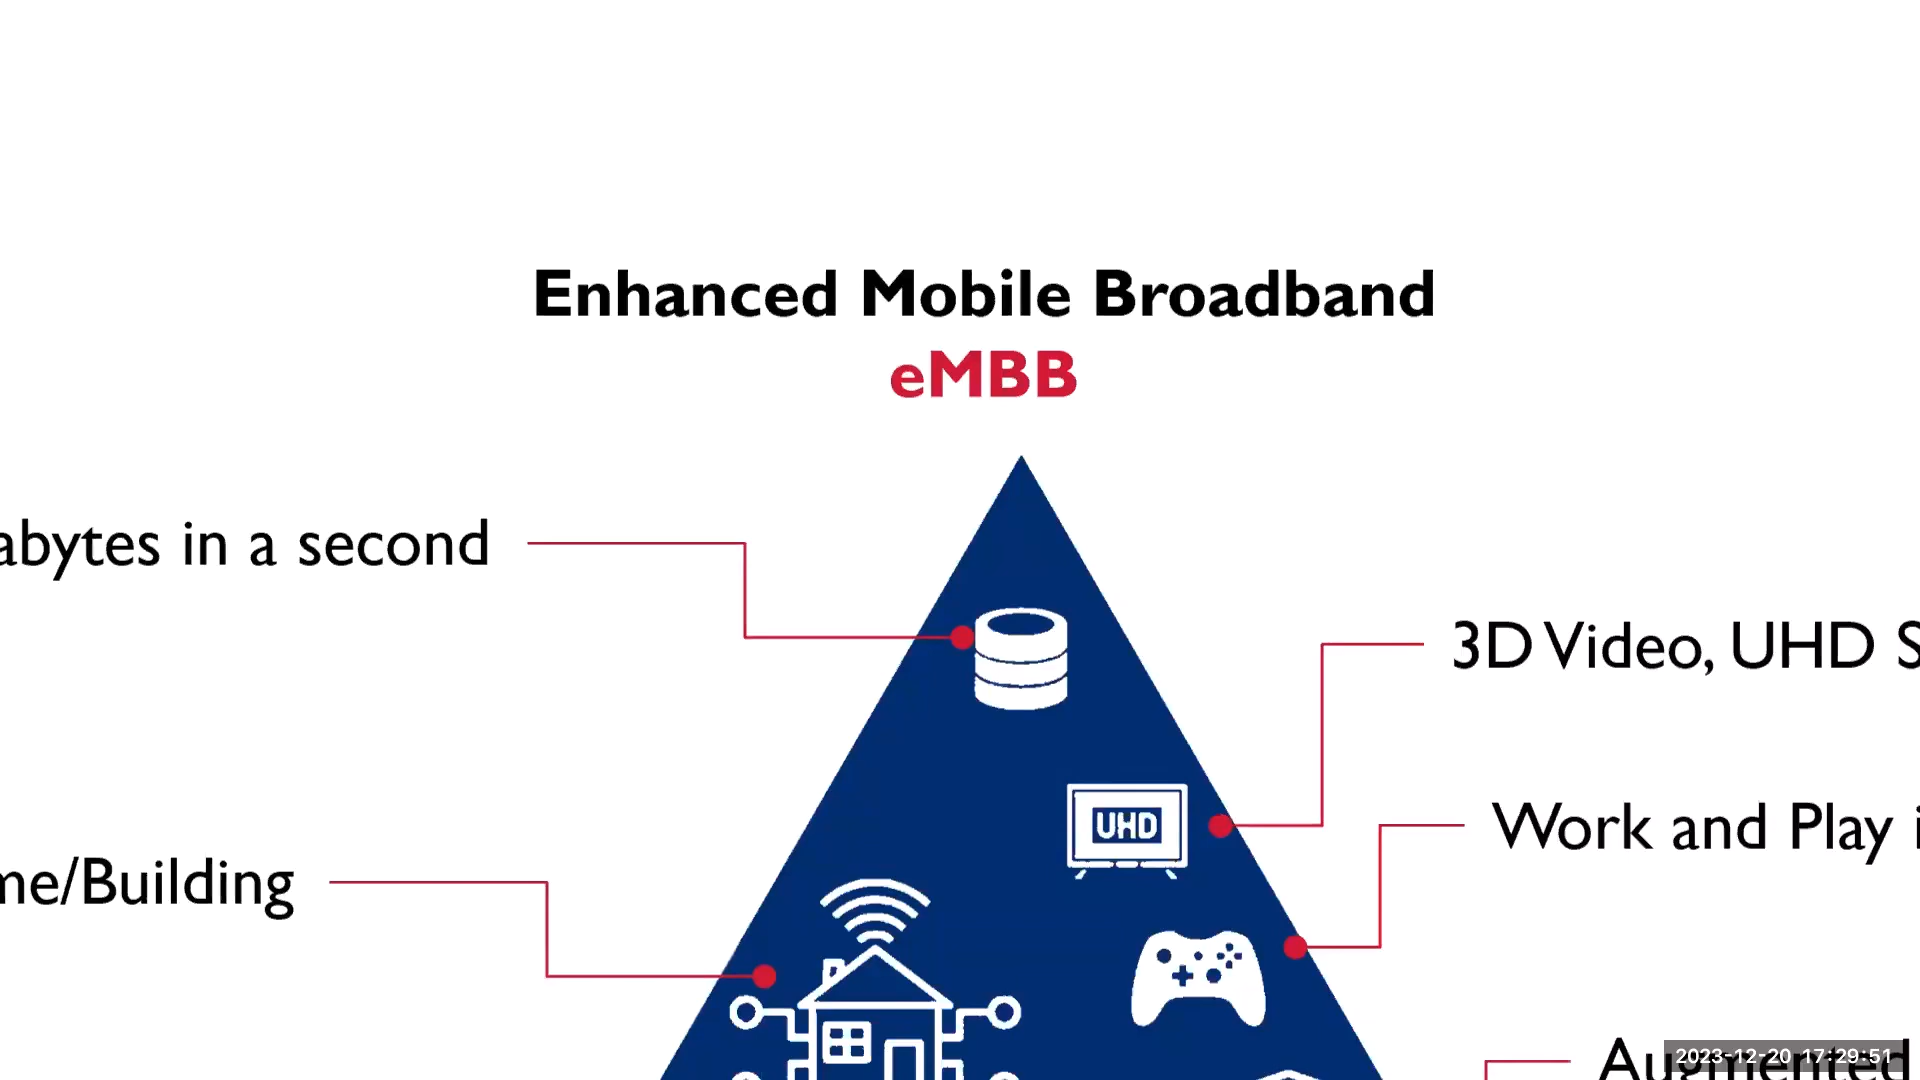 Enhanced Mobile Broadband
eMBB
abytes in a second
3D Video, UHD S
UHD
Work and Play i
me/Building
Augmented
2023-12-20 17:29:51